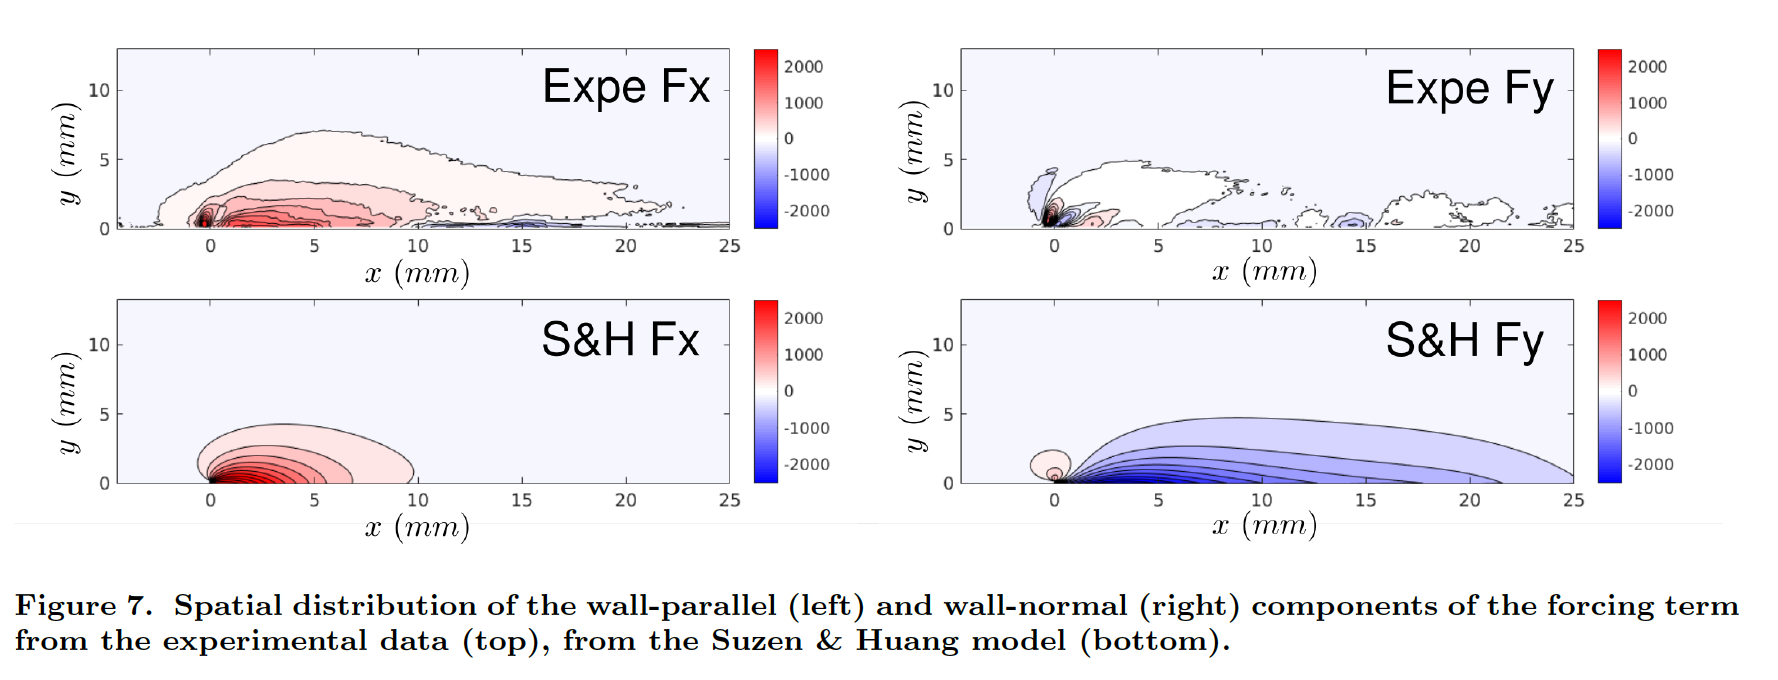 Expe Fx
10
5
0
y (mm)
0 5 10 15 20 25
x (mm)
2000
1000
0
-1000
-2000
Expe Fy
10
5
0
y (mm)
0 5 10 15 20 25
x (mm)
2000
1000
0
-1000
-2000
S&H Fx
10
5
0
y (mm)
0 5 10 15 20 25
x (mm)
2000
1000
0
-1000
-2000
S&H Fy
10
5
0
y (mm)
0 5 10 15 20 25
x (mm)
2000
1000
0
-1000
-2000
Figure 7. Spatial distribution of the wall-parallel (left) and wall-normal (right) components of the forcing term
from the experimental data (top), from the Suzen & Huang model (bottom).